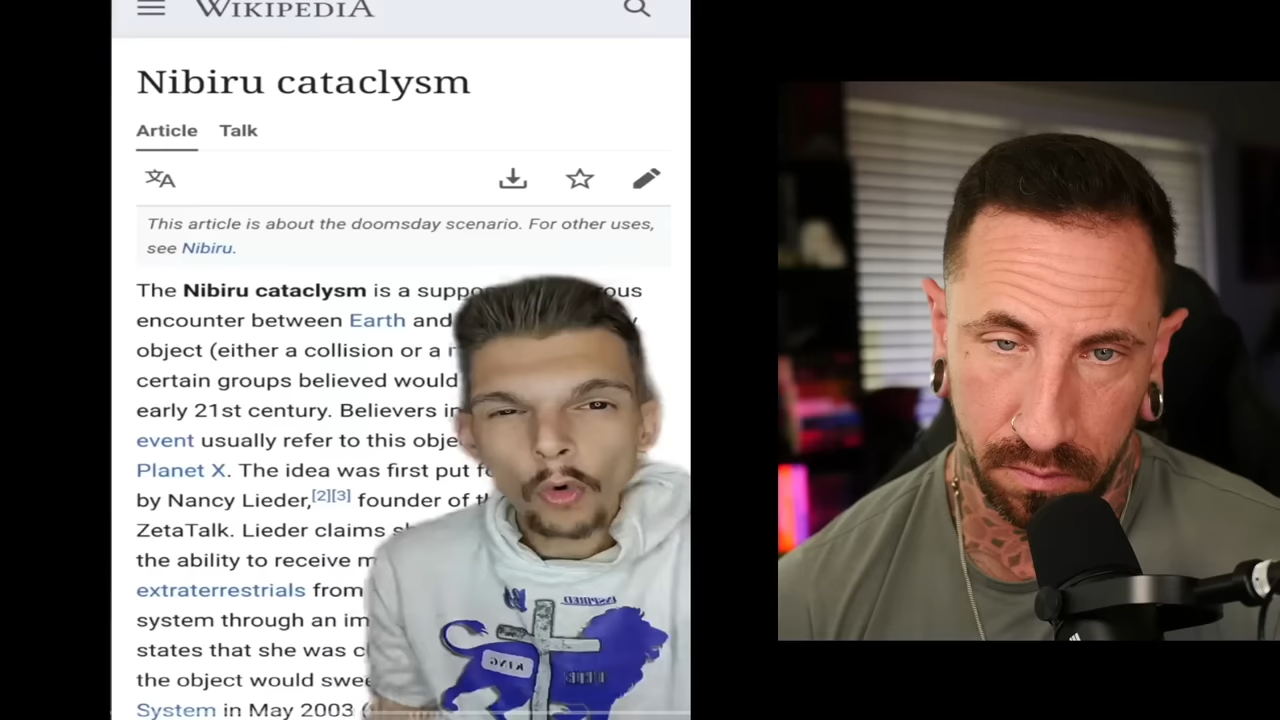 WIKIPEDIA
Nibiru cataclysm
Article Talk
This article is about the doomsday scenario. For other uses,
see Nibiru.
The Nibiru cataclysm is a
encounter between Earth and
object (either a collision or a
certain groups believed would
early 21st century. Believers
event usually refer to this
Planet X. The idea was first put
by Nancy Lieder,[2][3] founder of
ZetaTalk. Lieder claims
the ability to receive
extraterrestrials from
system through an
states that she was
the object would
System in May 2003
INSPIRED
KING